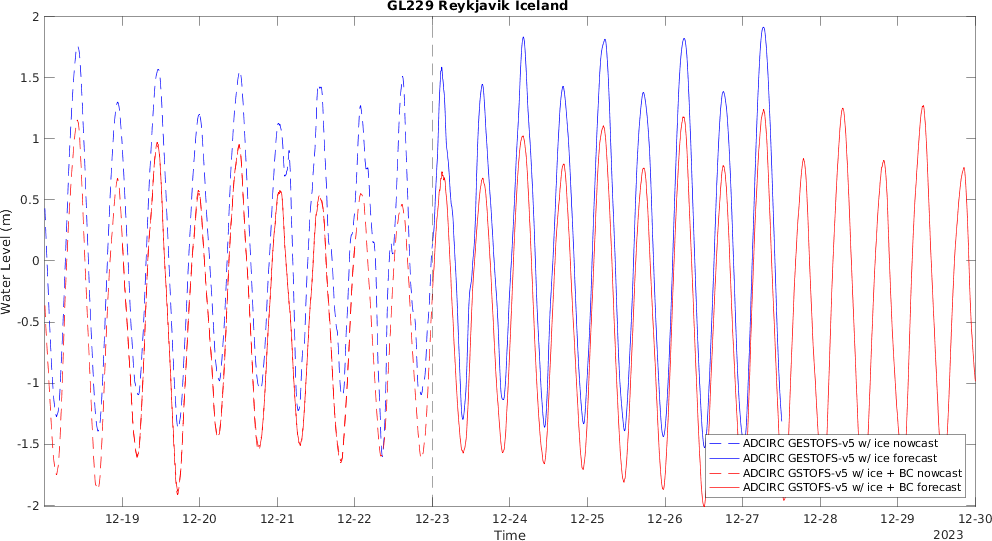 GL229 Reykjavik Iceland
2
1.5
1
0.5
0
-0.5
-1
-1.5
-2
Water Level (m)
ADCIRC GESTOFS-v5 w/ ice nowcast
ADCIRC GESTOFS-v5 w/ ice forecast
ADCIRC GSTOFS-v5 w/ ice + BC nowcast
ADCIRC GSTOFS-v5 w/ ice + BC forecast
12-19 12-20 12-21 12-22 12-23 12-24 12-25 12-26 12-27 12-28 12-29 12-30
Time
2023